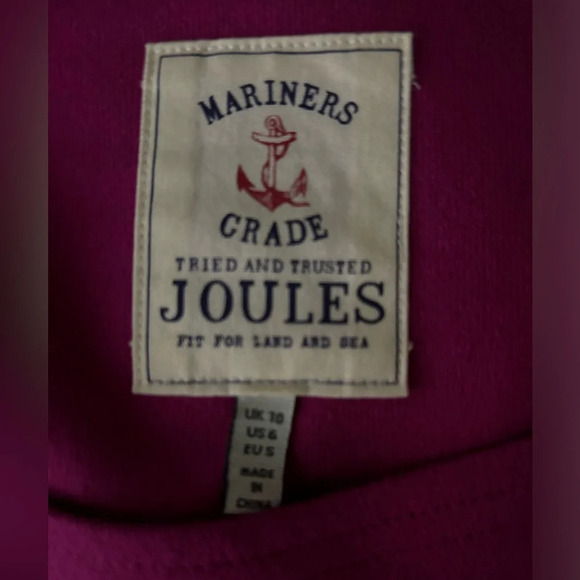 MARINERS
GRADE
TRIED AND TRUSTED
JOULES
FIT FOR LAND AND SEA
UK 10
US 6
EU S
MADE
IN
CHINA